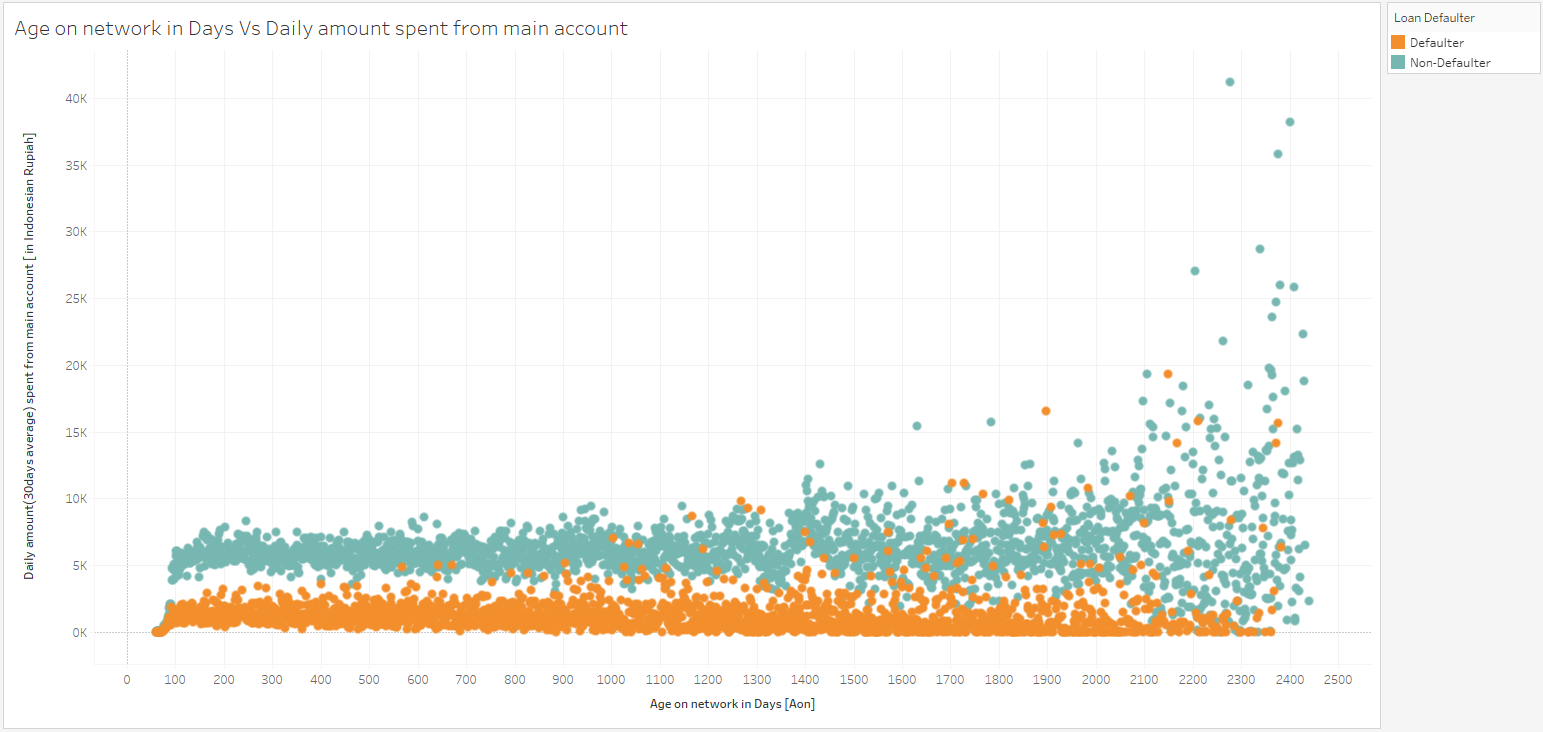 Age on network in Days Vs Daily amount spent from main account
Loan Defaulter
Defaulter
Non-Defaulter
Daily amount(30days average) spent from main account [ in Indonesian Rupiah]
40K
35K
30K
25K
20K
15K
10K
5K
0K
0 100 200 300 400 500 600 700 800 900 1000 1100 1200 1300 1400 1500 1600 1700 1800 1900 2000 2100 2200 2300 2400 2500
Age on network in Days [Aon]